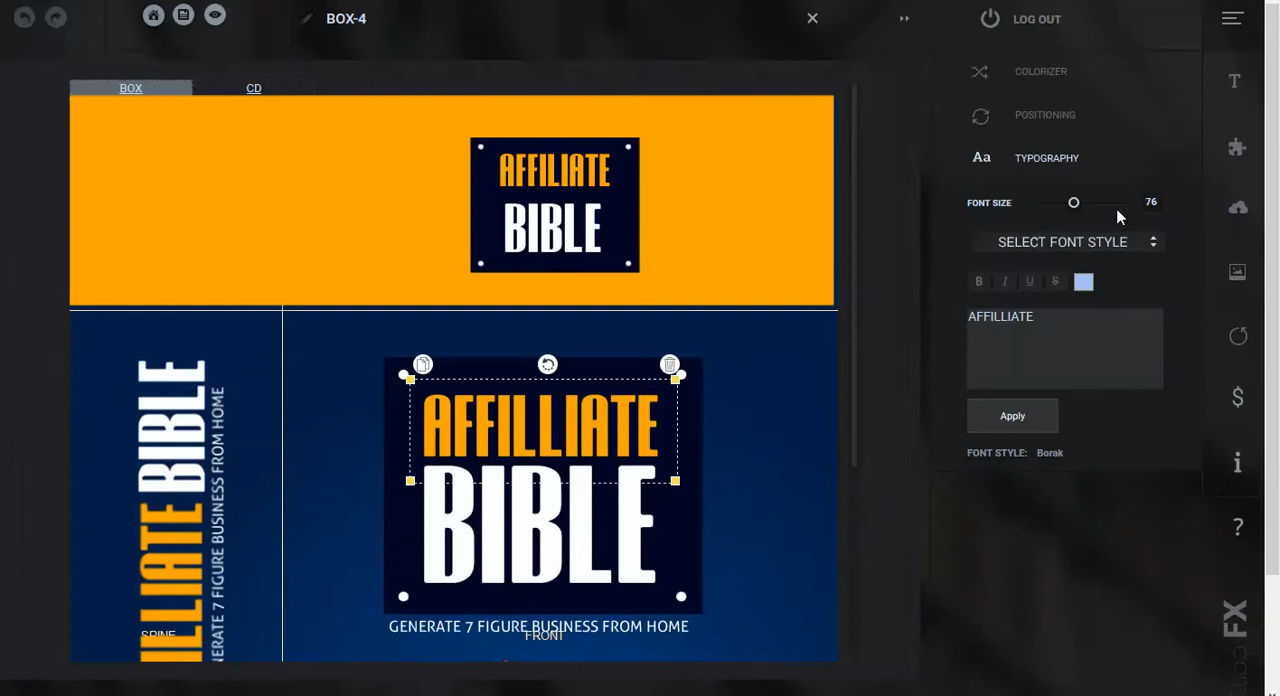 BOX-4
LOG OUT
BOX
CD
COLORIZER
POSITIONING
Aa TYPOGRAPHY
T
FONT SIZE 76
SELECT FONT STYLE
B I U S
AFFILLIATE
Apply
FONT STYLE: Borak
AFFILIATE
BIBLE
AFFILLIATE
BIBLE
GENERATE 7 FIGURE BUSINESS FROM HOME
FRONT
ILLIATE BIBLE
NERATE 7 FIGURE BUSINESS FROM HOME
SPINE
$
i
?
FX